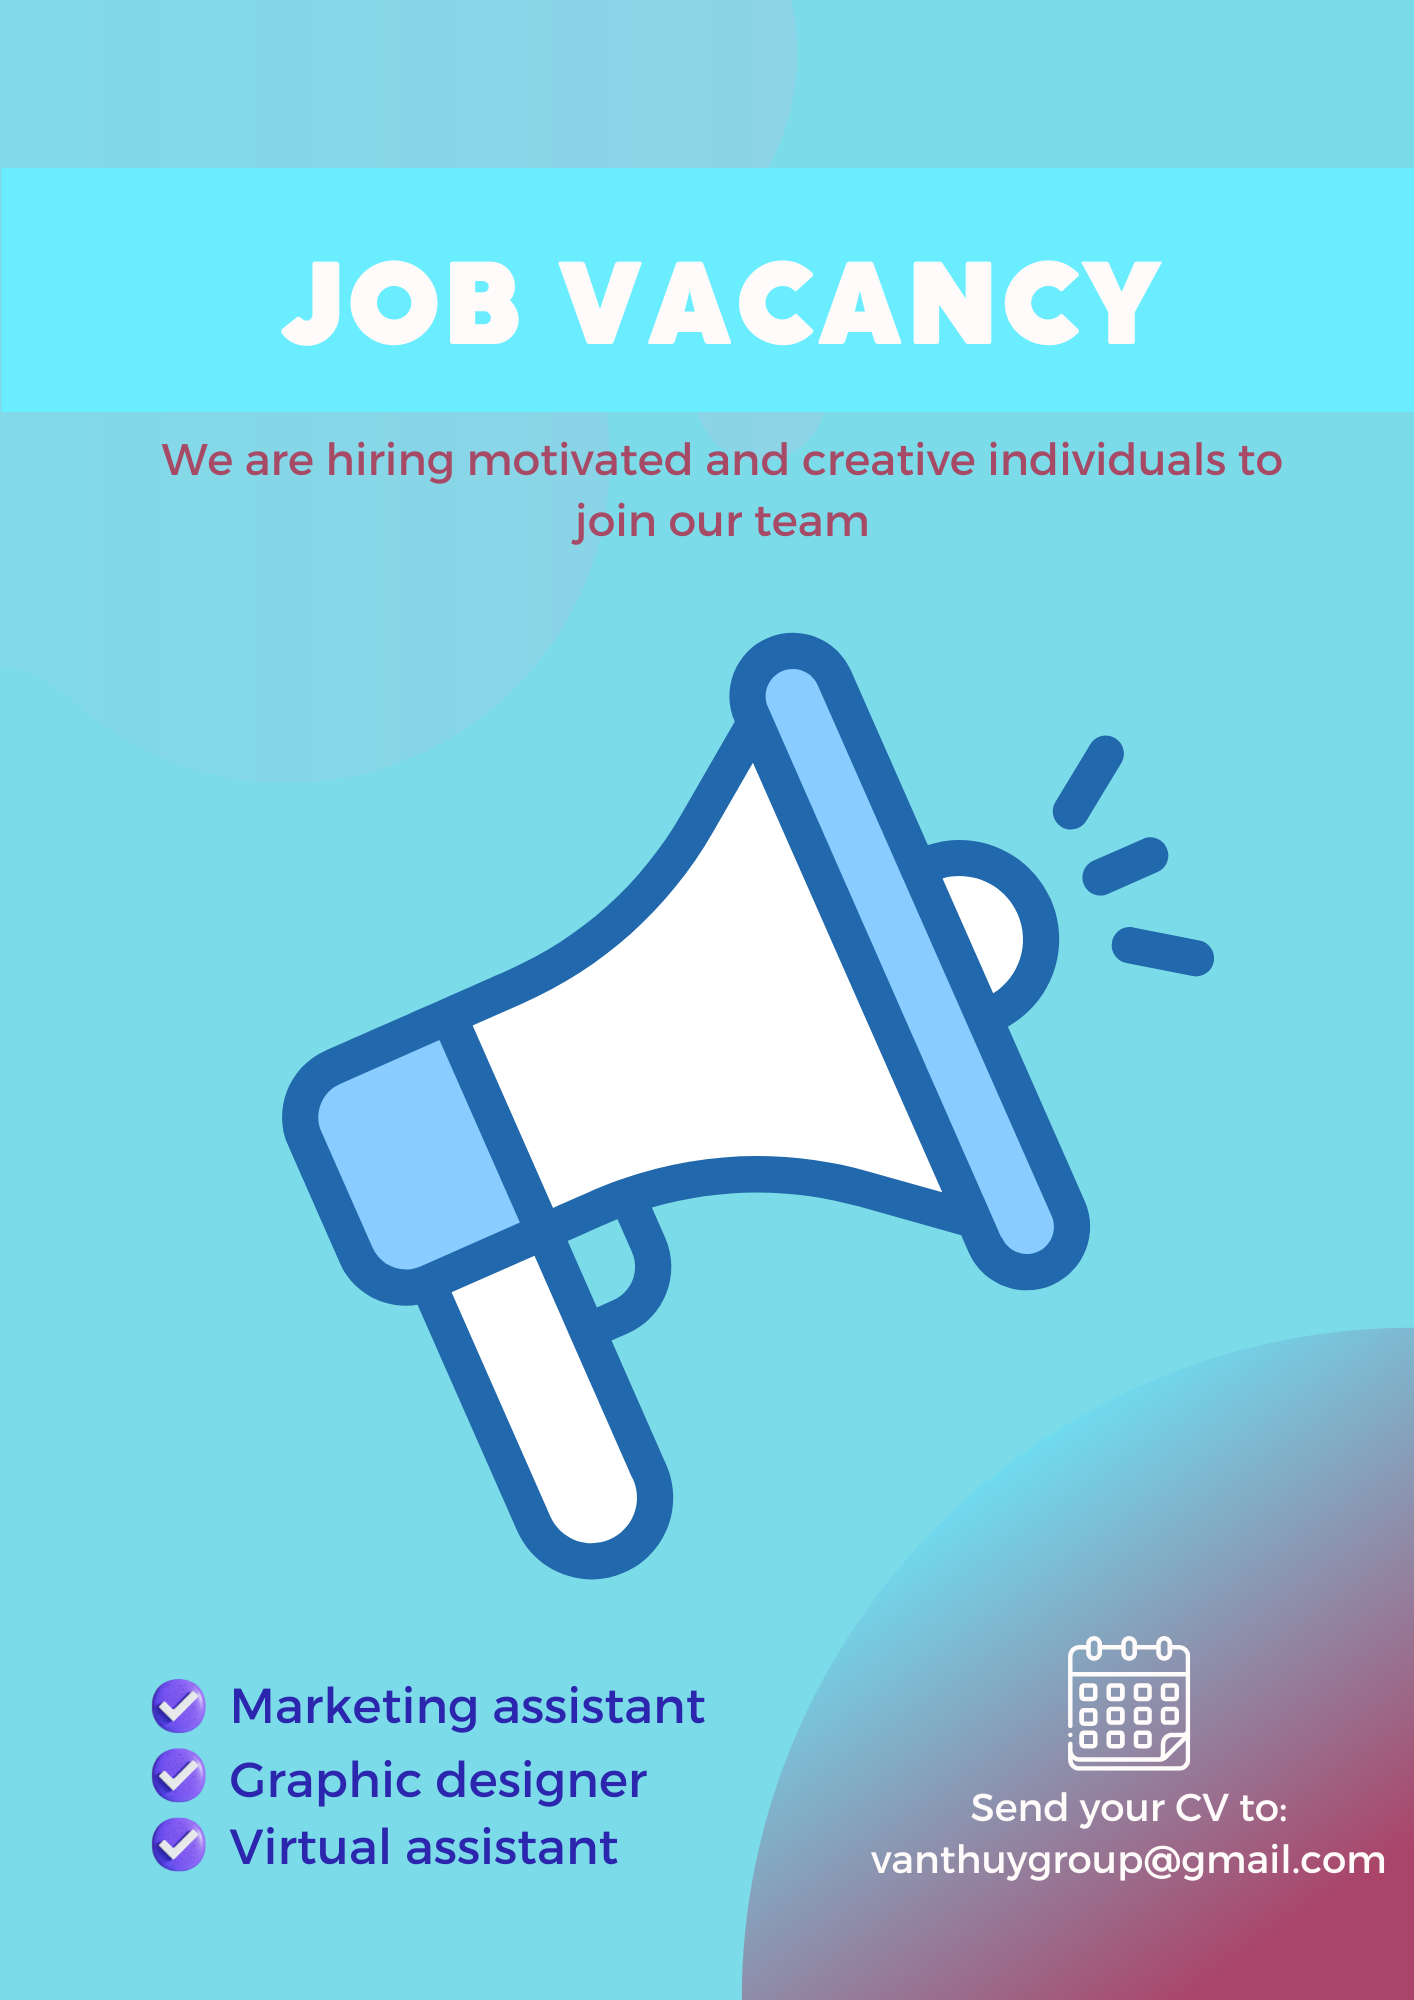 JOB VACANCY
We are hiring motivated and creative individuals to
join our team
Marketing assistant
Graphic designer
Virtual assistant
Send your CV to:
vanthuygroup@gmail.com